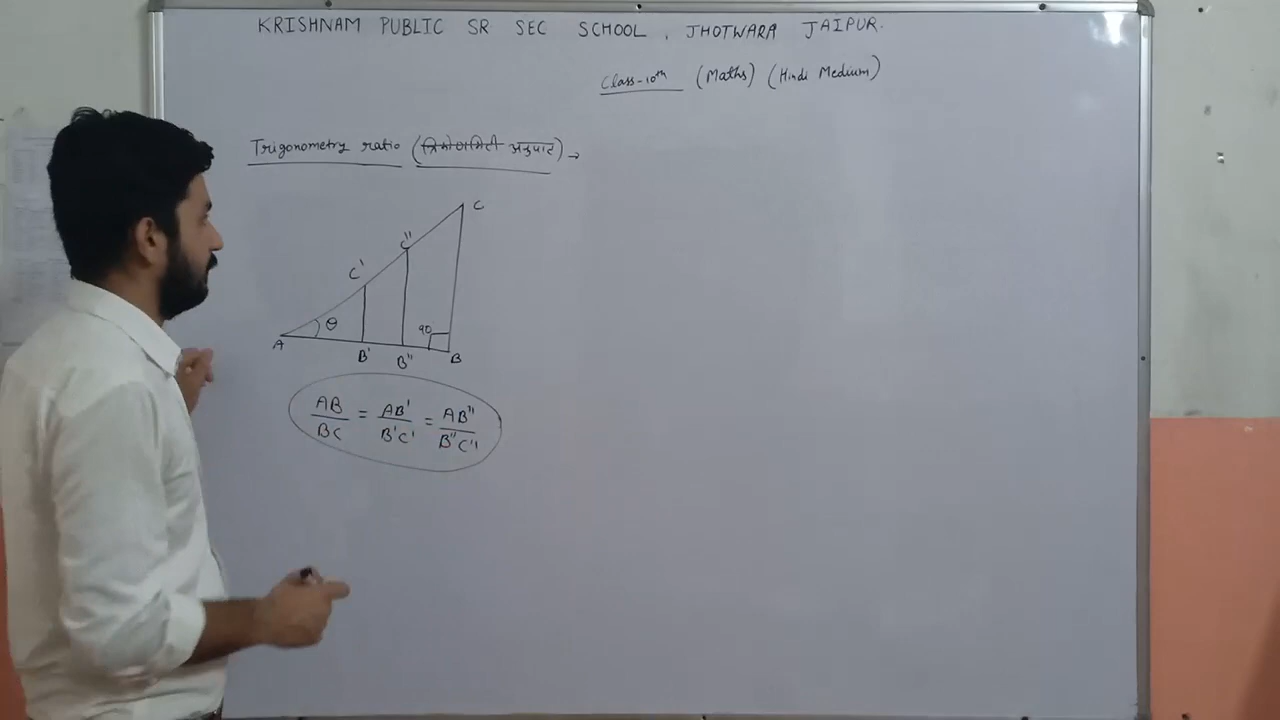 KRISHNAM PUBLIC SR SEC SCHOOL , JHOTWARA JAIPUR.
Class-10th (Maths) (Hindi Medium)
Trigonometry ratio (त्रिकोणमिटी अनुपात) →
C
C"
C'
θ
90
A B' B" B
AB/BC = AB'/B'C' = AB"/B"C"